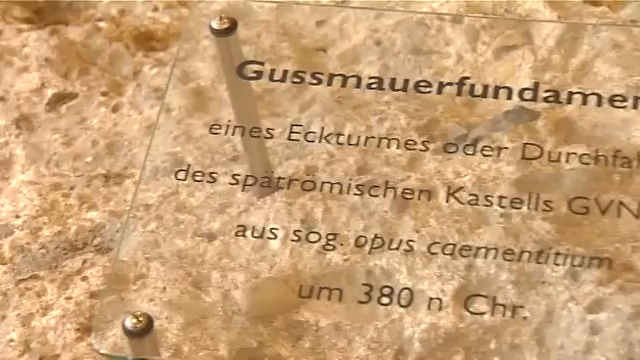 Gussmauerfundamen
eines Eckturmes oder Durchfa
des spätrömischen Kastells GVN
aus sog. opus caementitium
um 380 n Chr.